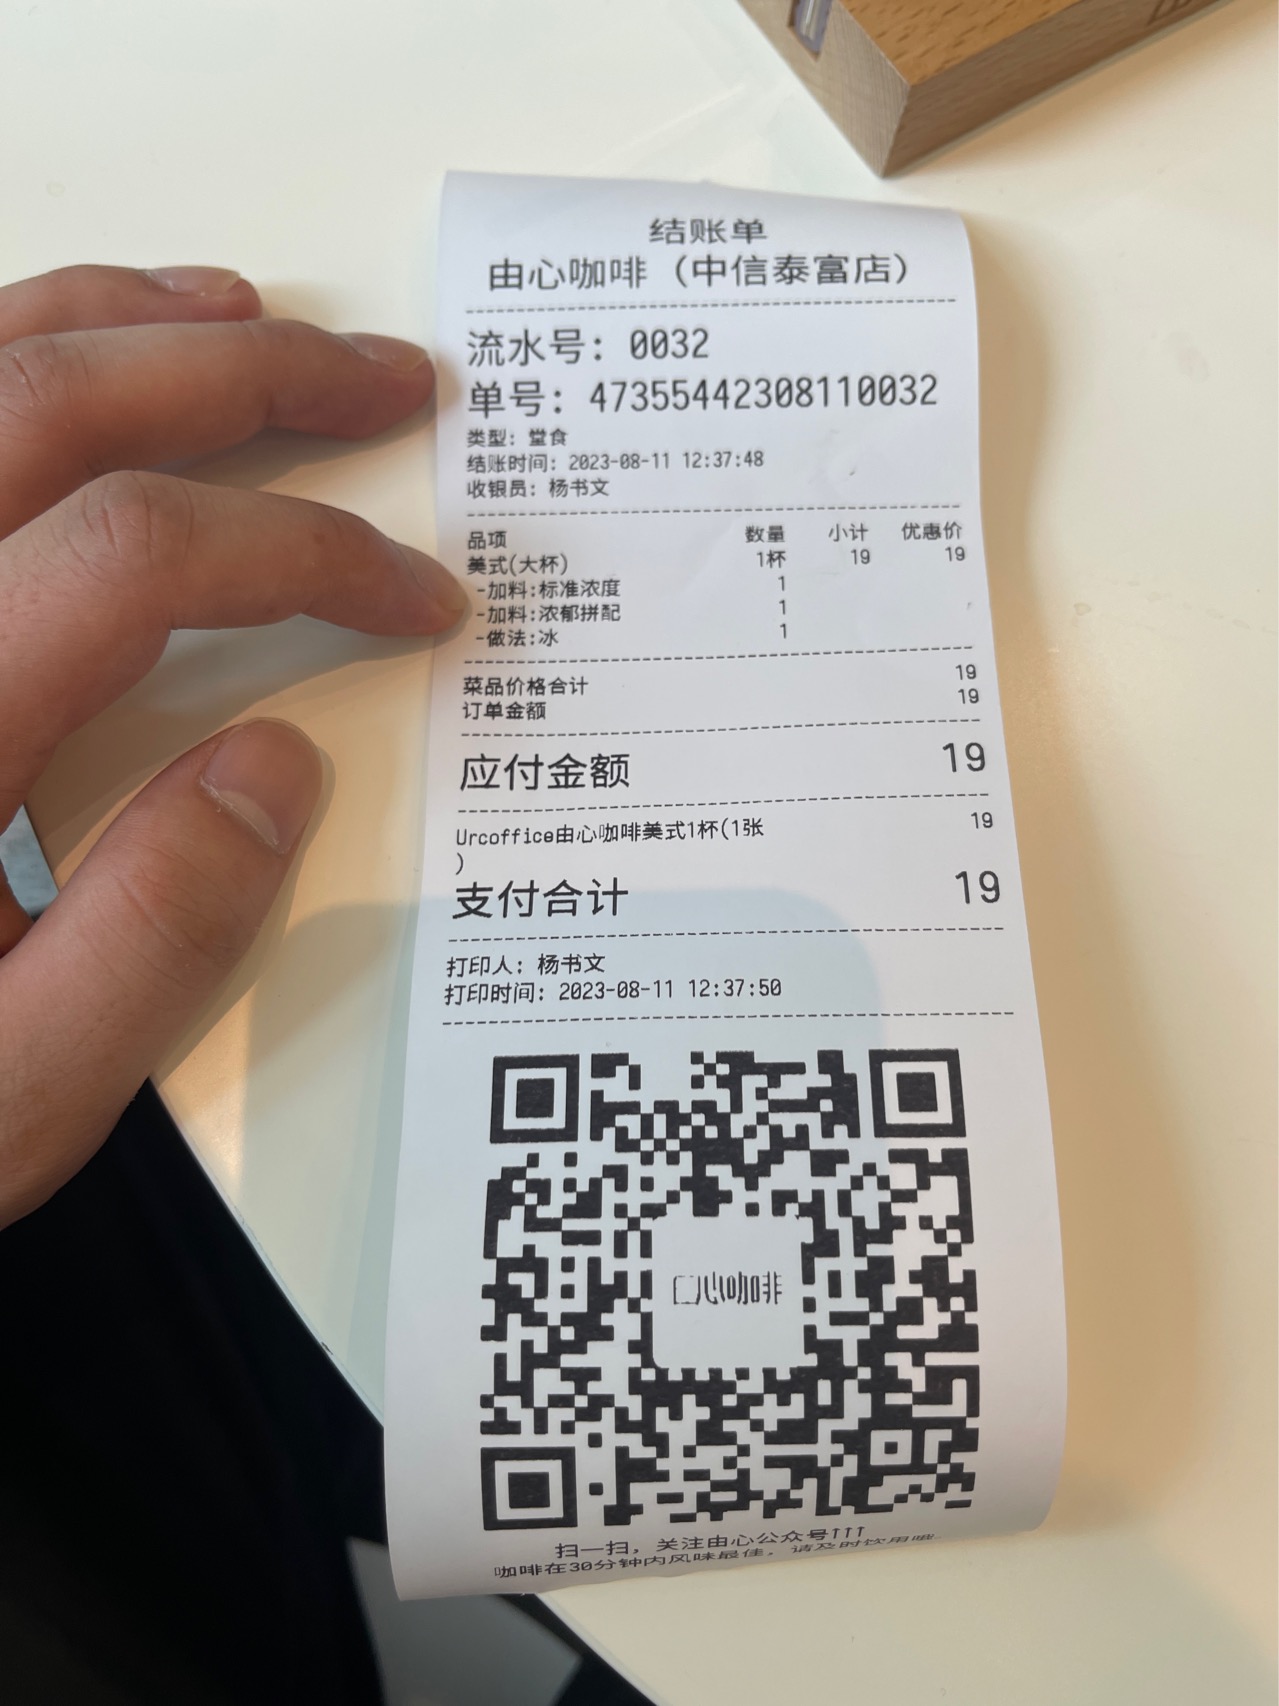 结账单
由心咖啡（中信泰富店）
流水号：0032
单号：47355442308110032
类型：堂食
结账时间：2023-08-11 12:37:48
收银员：杨书文
品项 数量 小计 优惠价
美式(大杯) 1杯 19 19
-加料:标准浓度 1
-加料:浓郁拼配 1
-做法:冰 1
菜品价格合计 19
订单金额 19
应付金额 19
Urcoffice由心咖啡美式1杯(1张 19
)
支付合计 19
打印人：杨书文
打印时间：2023-08-11 12:37:50
心咖啡
扫一扫，关注由心公众号↑↑↑
咖啡在30分钟内风味最佳，请及时饮用哦